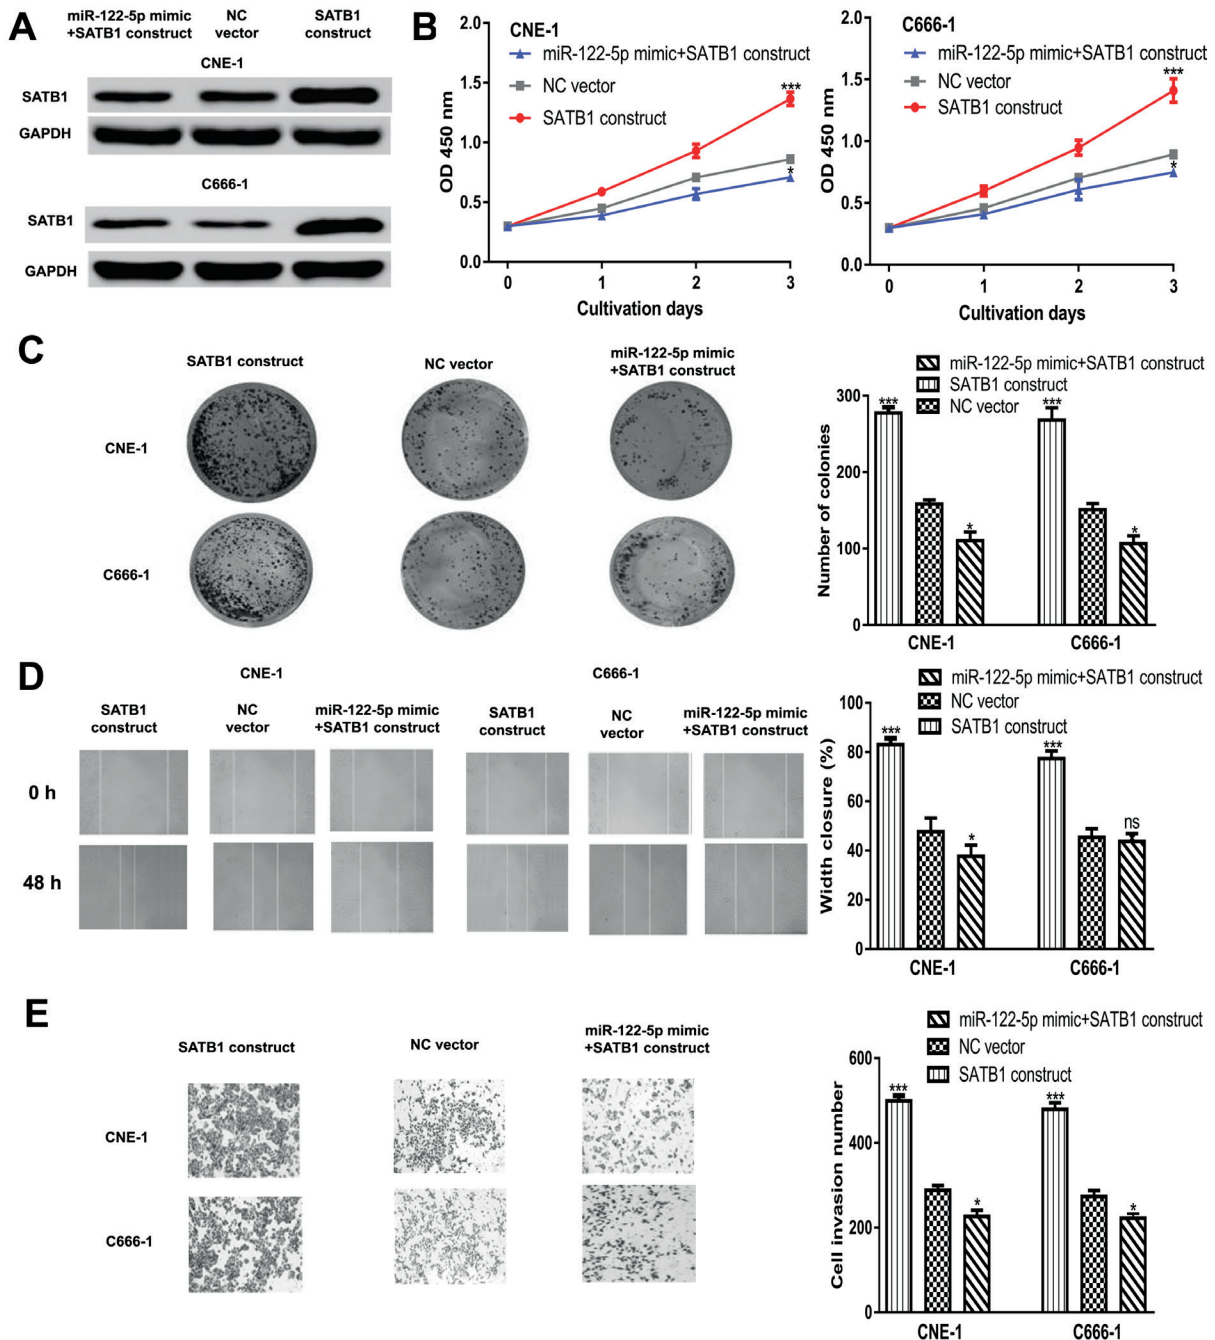 A
miR-122-5p mimic
+SATB1 construct
NC
vector
SATB1
construct
CNE-1
SATB1
GAPDH
C666-1
SATB1
GAPDH
B
CNE-1
miR-122-5p mimic+SATB1 construct
NC vector
SATB1 construct
OD 450 nm
2.0
1.5
1.0
0.5
0.0
***
*
0 1 2 3
Cultivation days
C666-1
miR-122-5p mimic+SATB1 construct
NC vector
SATB1 construct
OD 450 nm
2.0
1.5
1.0
0.5
0.0
***
*
0 1 2 3
Cultivation days
C
SATB1 construct
NC vector
miR-122-5p mimic
+SATB1 construct
CNE-1
C666-1
miR-122-5p mimic+SATB1 construct
SATB1 construct
NC vector
Number of colonies
300
200
100
0
*** * *** *
CNE-1 C666-1
D
CNE-1
C666-1
SATB1
construct
NC
vector
miR-122-5p mimic
+SATB1 construct
SATB1
construct
NC
vector
miR-122-5p mimic
+SATB1 construct
0 h
48 h
miR-122-5p mimic+SATB1 construct
NC vector
SATB1 construct
Width closure (%)
100
80
60
40
20
0
*** * *** ns
CNE-1 C666-1
E
SATB1 construct
NC vector
miR-122-5p mimic
+SATB1 construct
CNE-1
C666-1
miR-122-5p mimic+SATB1 construct
NC vector
SATB1 construct
Cell invasion number
600
400
200
0
*** * *** *
CNE-1 C666-1